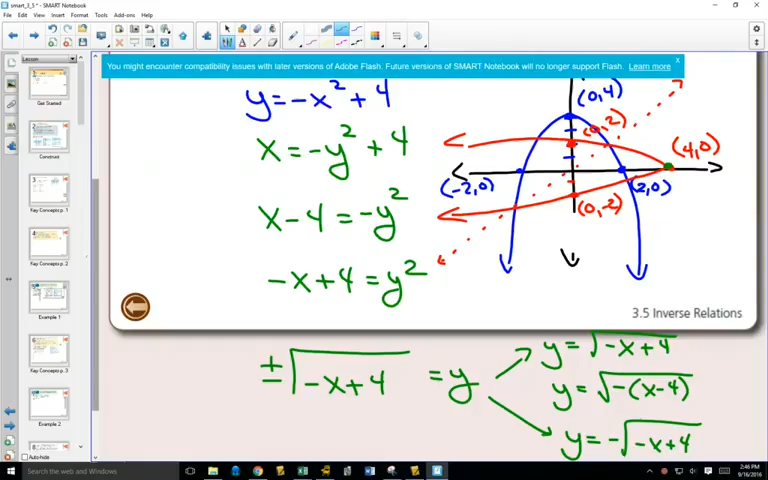 smart_3_5 *
File Edit View Insert Format Tools Add-ons Help
You might encounter compatibility issues with later versions of Adobe Flash. Future versions of SMART Notebook will no longer support Flash. Learn more
x
Lesson
Get Started
Construct
Key Concepts p. 1
Key Concepts p. 2
Example 1
Key Concepts p. 3
Example 2
Auto-hide
y = -x² + 4
x = -y² + 4
x - 4 = -y²
-x + 4 = y²
(0,4)
(0,2)
(4,0)
(-2,0)
(2,0)
(0,-2)
3.5 Inverse Relations
±√-x+4 = y
y = √-x+4
y = √-(x-4)
y = -√-x+4
Search the web and Windows
2:46 PM
9/16/2016